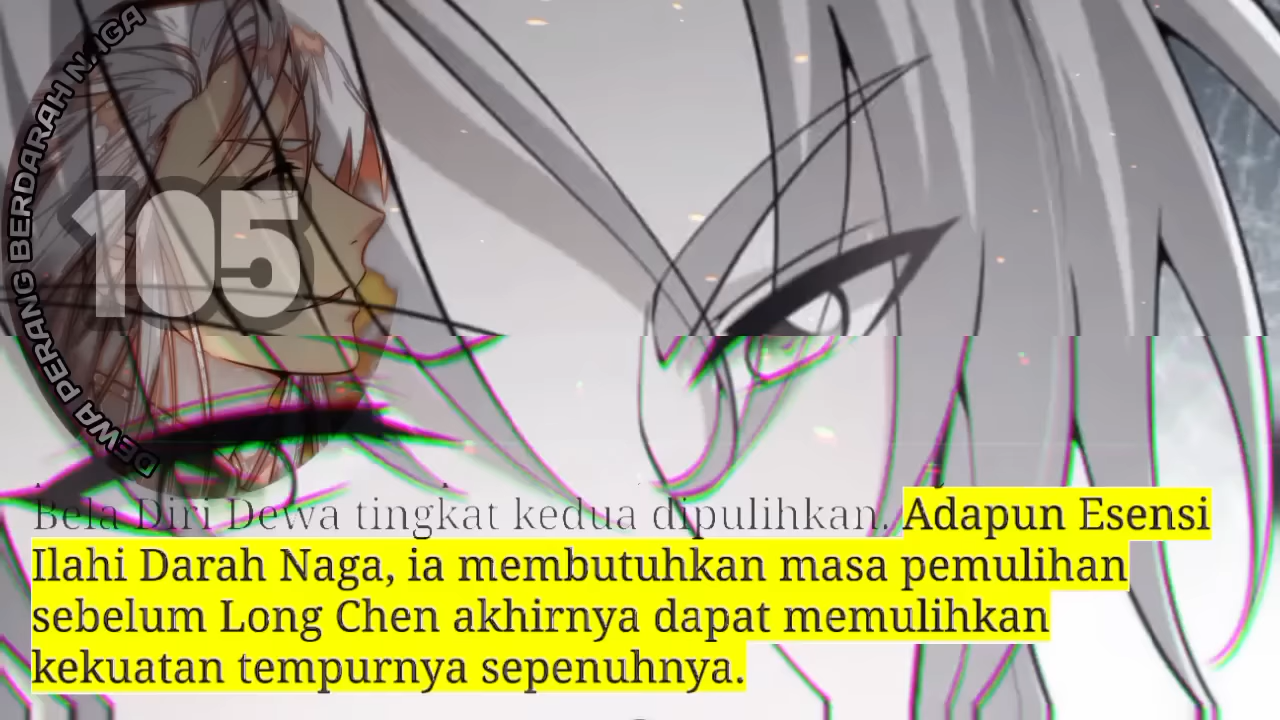 DEWA PERANG BERDARAH NAGA
105
Bela Diri Dewa tingkat kedua dipulihkan. Adapun Esensi
Ilahi Darah Naga, ia membutuhkan masa pemulihan
sebelum Long Chen akhirnya dapat memulihkan
kekuatan tempurnya sepenuhnya.